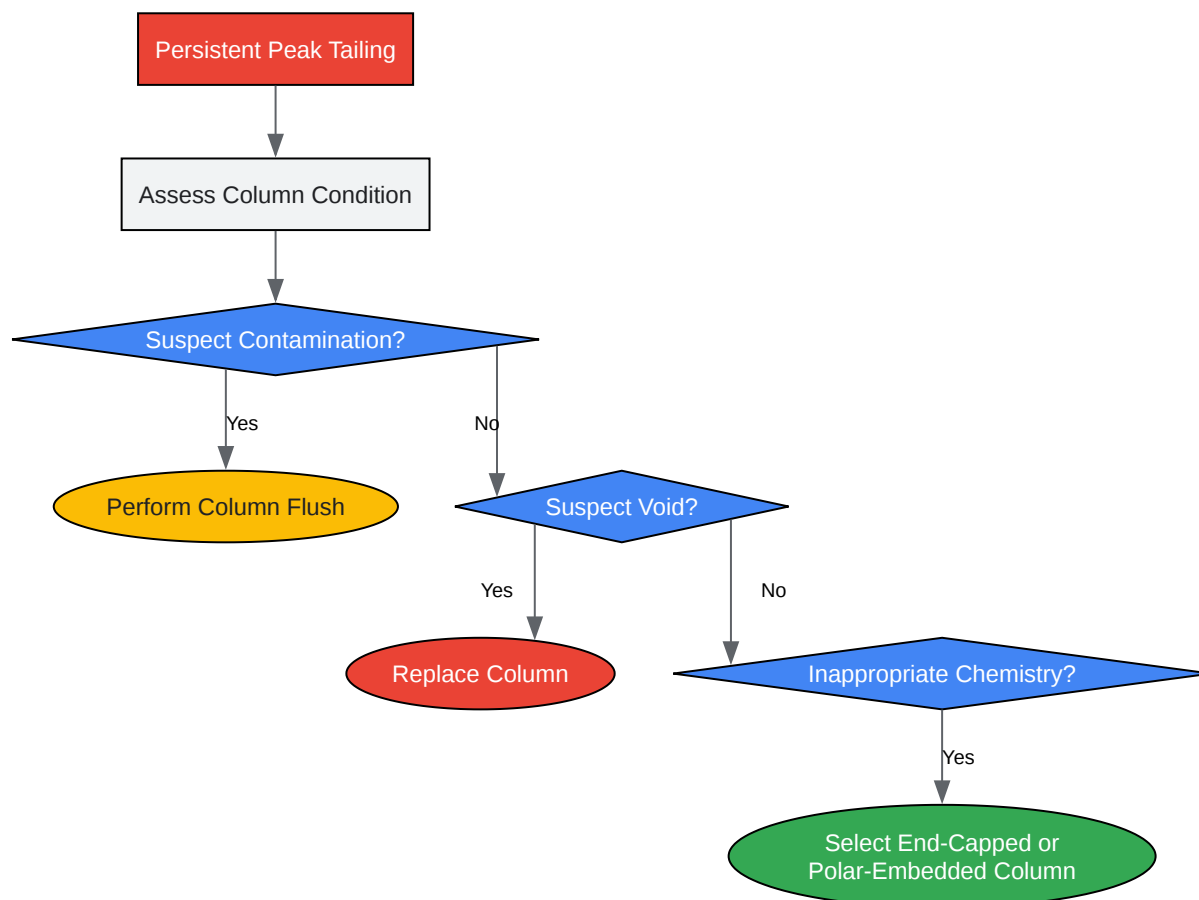 Persistent Peak Tailing
Assess Column Condition
Suspect Contamination?
Yes
No
Perform Column Flush
Suspect Void?
Yes
No
Replace Column
Inappropriate Chemistry?
Yes
Select End-Capped or
Polar-Embedded Column